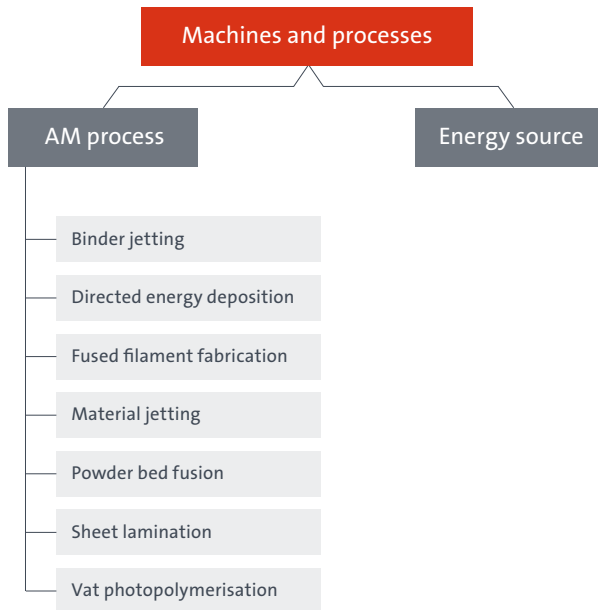 Machines and processes
AM process
Energy source
Binder jetting
Directed energy deposition
Fused filament fabrication
Material jetting
Powder bed fusion
Sheet lamination
Vat photopolymerisation